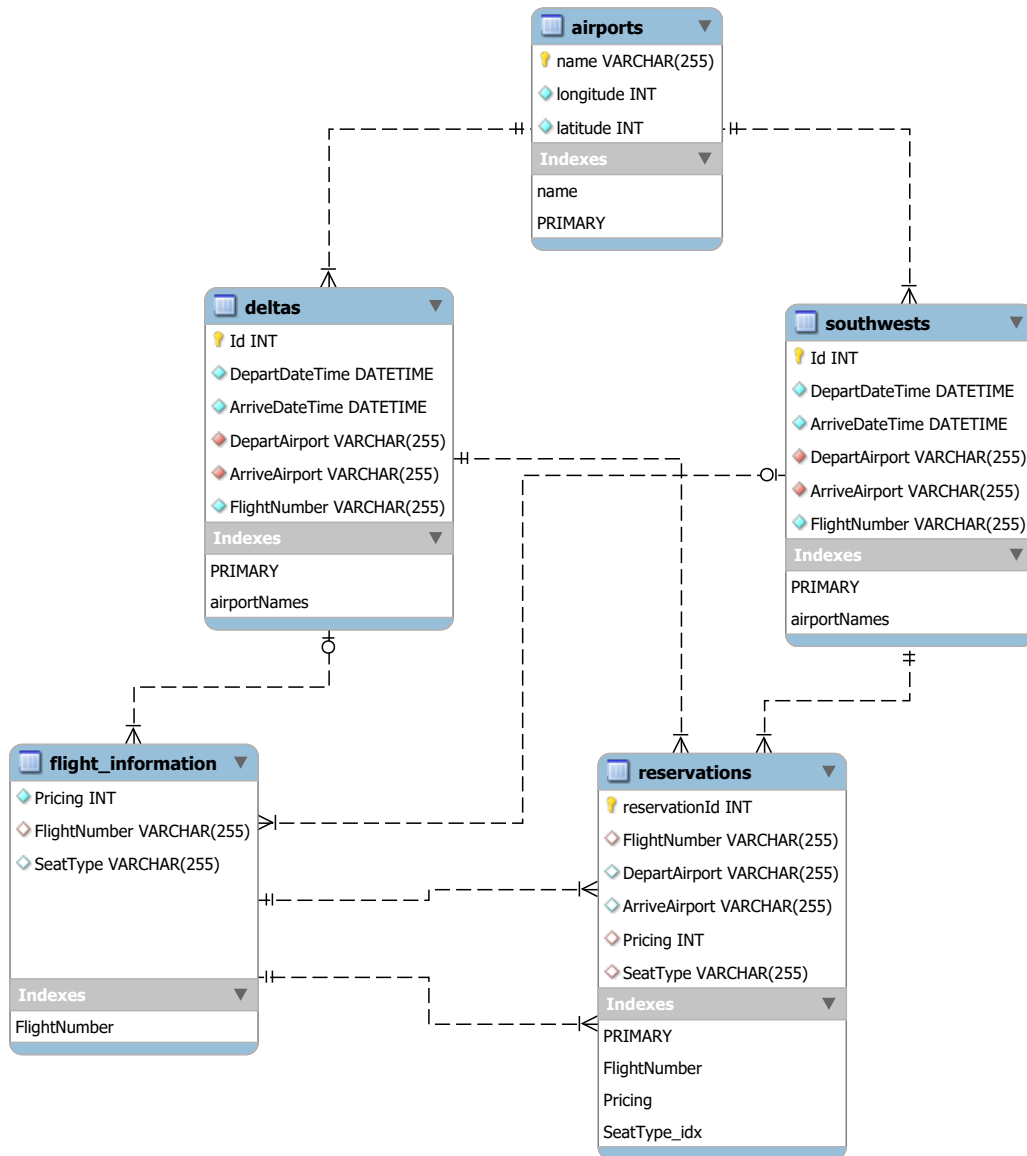 airports
name VARCHAR(255)
longitude INT
latitude INT
Indexes
name
PRIMARY
deltas
Id INT
DepartDateTime DATETIME
ArriveDateTime DATETIME
DepartAirport VARCHAR(255)
ArriveAirport VARCHAR(255)
FlightNumber VARCHAR(255)
Indexes
PRIMARY
airportNames
southwests
Id INT
DepartDateTime DATETIME
ArriveDateTime DATETIME
DepartAirport VARCHAR(255)
ArriveAirport VARCHAR(255)
FlightNumber VARCHAR(255)
Indexes
PRIMARY
airportNames
flight_information
Pricing INT
FlightNumber VARCHAR(255)
SeatType VARCHAR(255)
Indexes
FlightNumber
reservations
reservationId INT
FlightNumber VARCHAR(255)
DepartAirport VARCHAR(255)
ArriveAirport VARCHAR(255)
Pricing INT
SeatType VARCHAR(255)
Indexes
PRIMARY
FlightNumber
Pricing
SeatType_idx